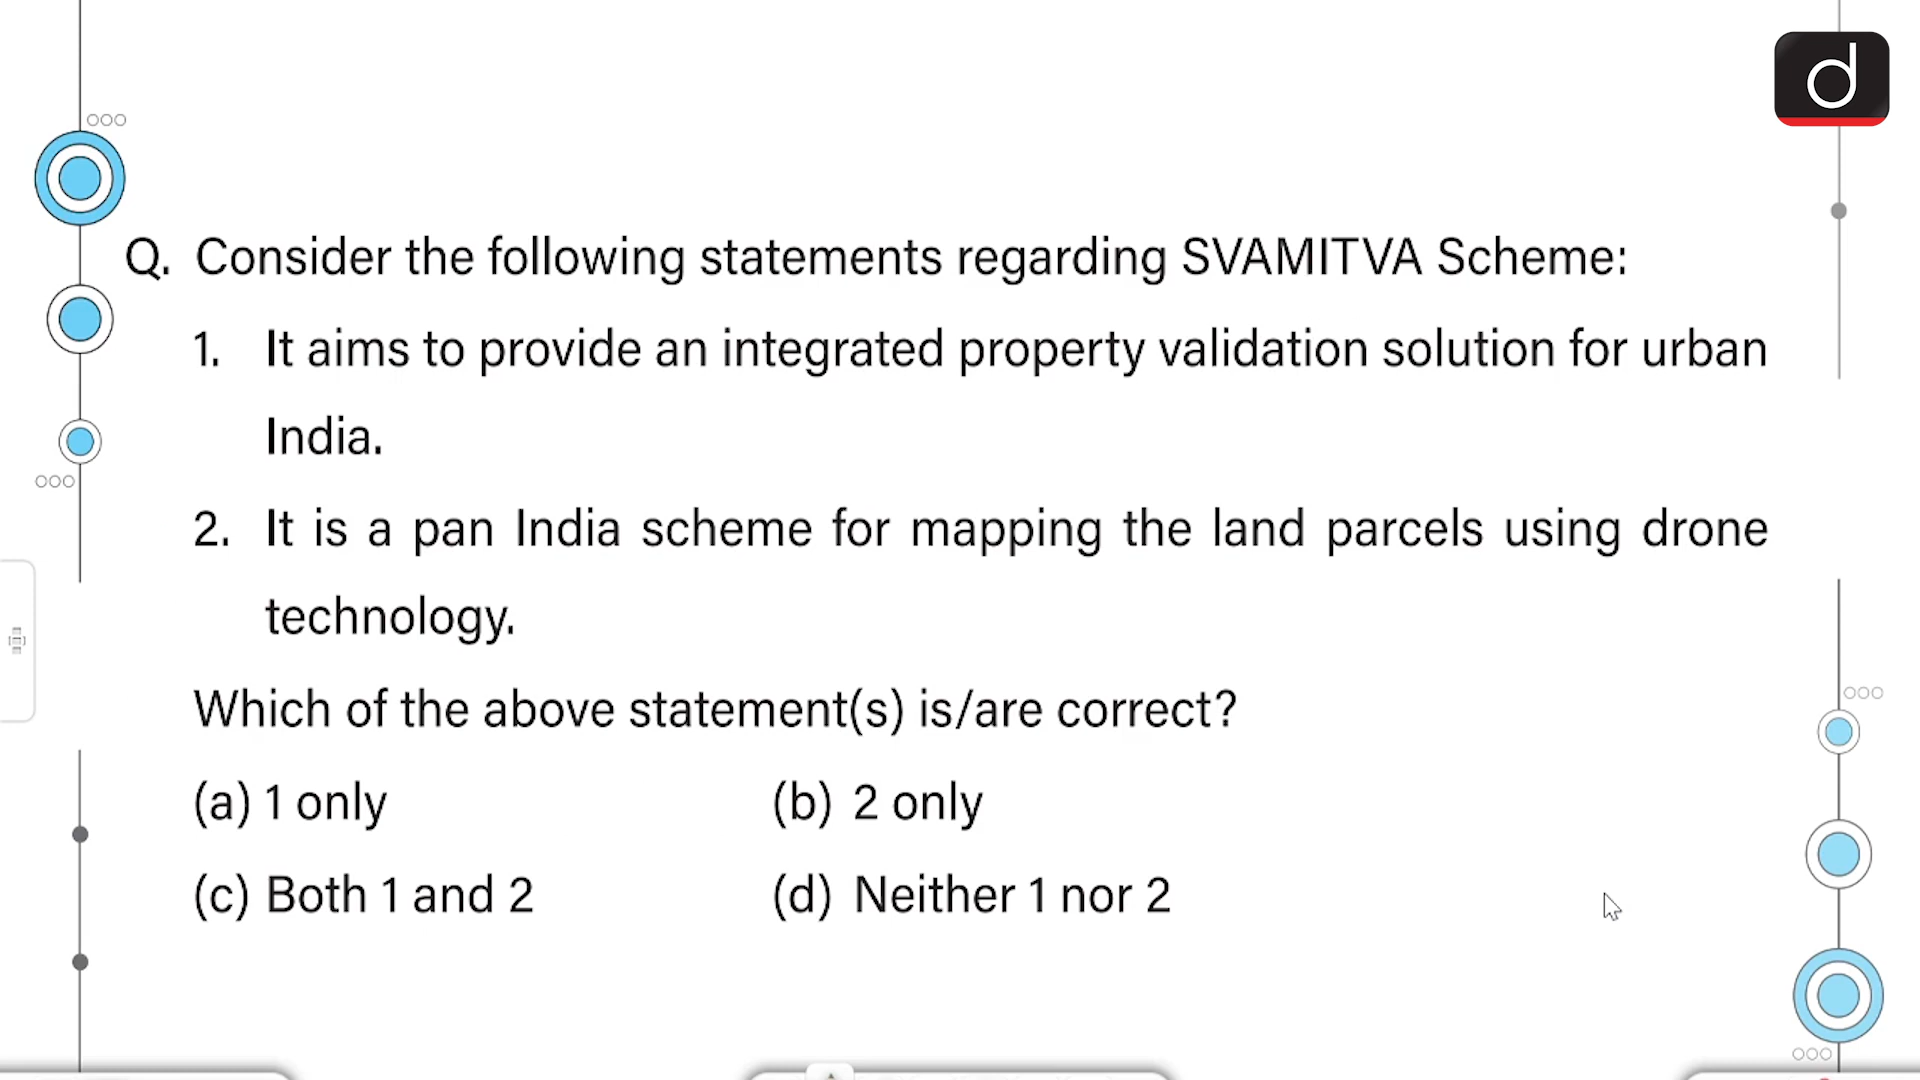 Q. Consider the following statements regarding SVAMITVA Scheme:
1. It aims to provide an integrated property validation solution for urban
India.
2. It is a pan India scheme for mapping the land parcels using drone
technology.
Which of the above statement(s) is/are correct?
(a) 1 only (b) 2 only
(c) Both 1 and 2 (d) Neither 1 nor 2